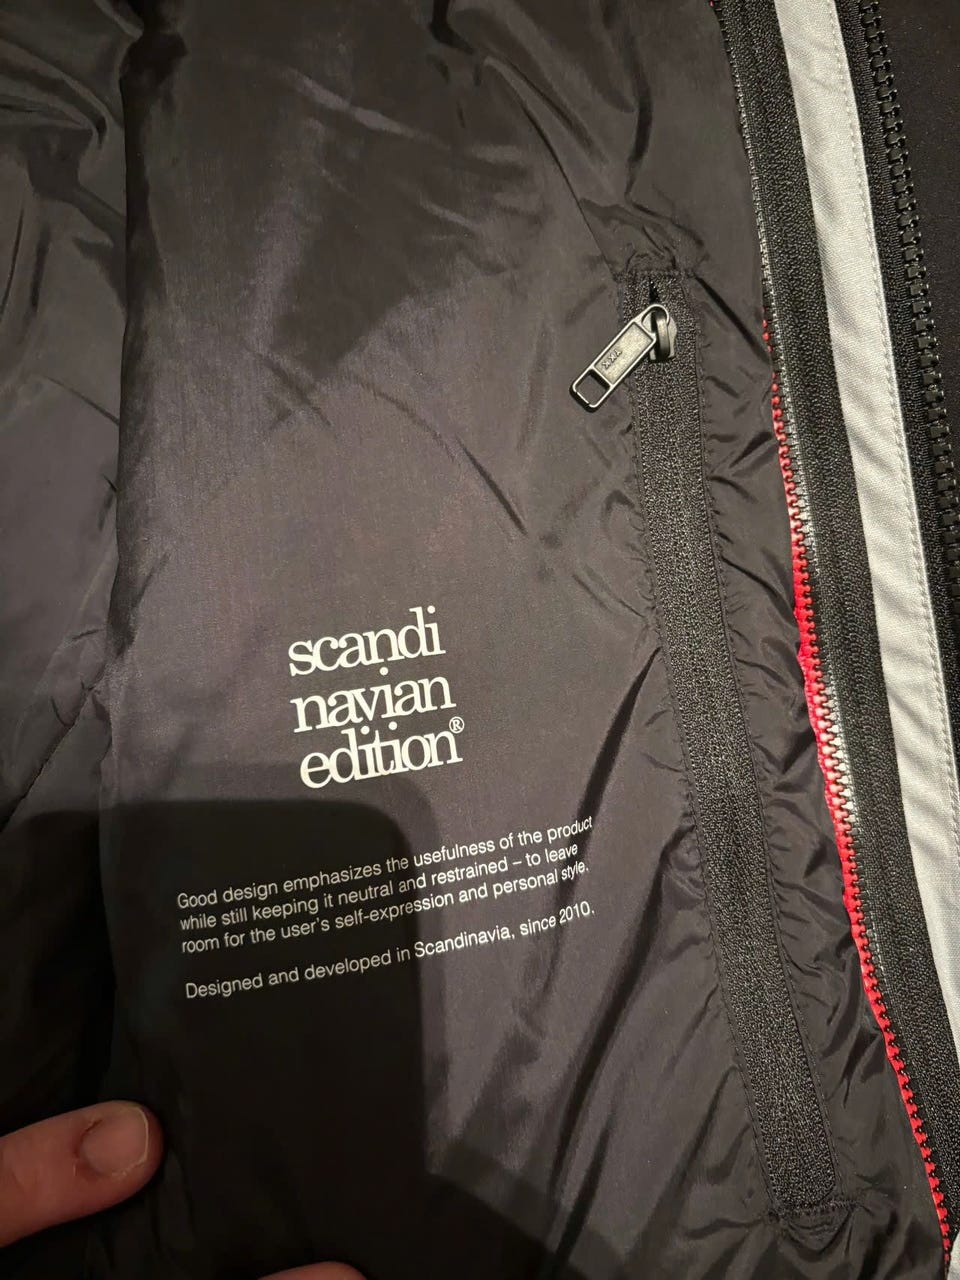 scandi
navian
edition®
Good design emphasizes the usefulness of the product
while still keeping it neutral and restrained – to leave
room for the user's self-expression and personal style.
Designed and developed in Scandinavia, since 2010.